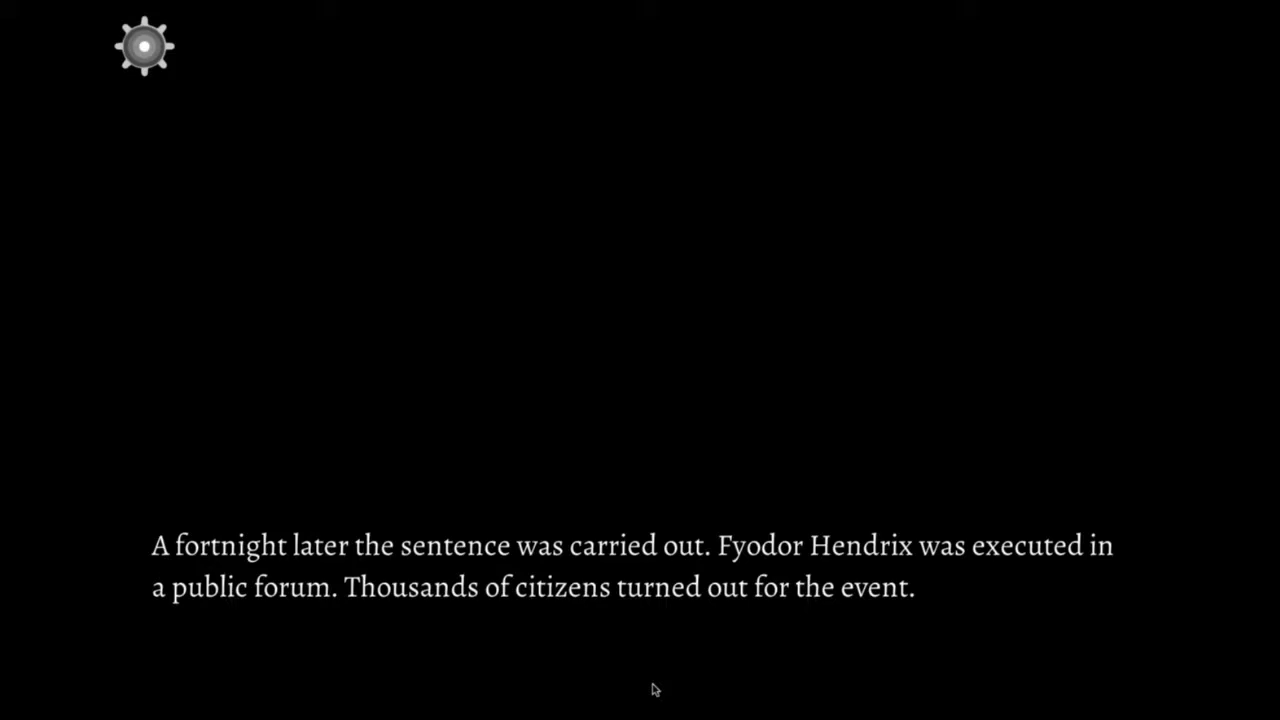 A fortnight later the sentence was carried out. Fyodor Hendrix was executed in
a public forum. Thousands of citizens turned out for the event.